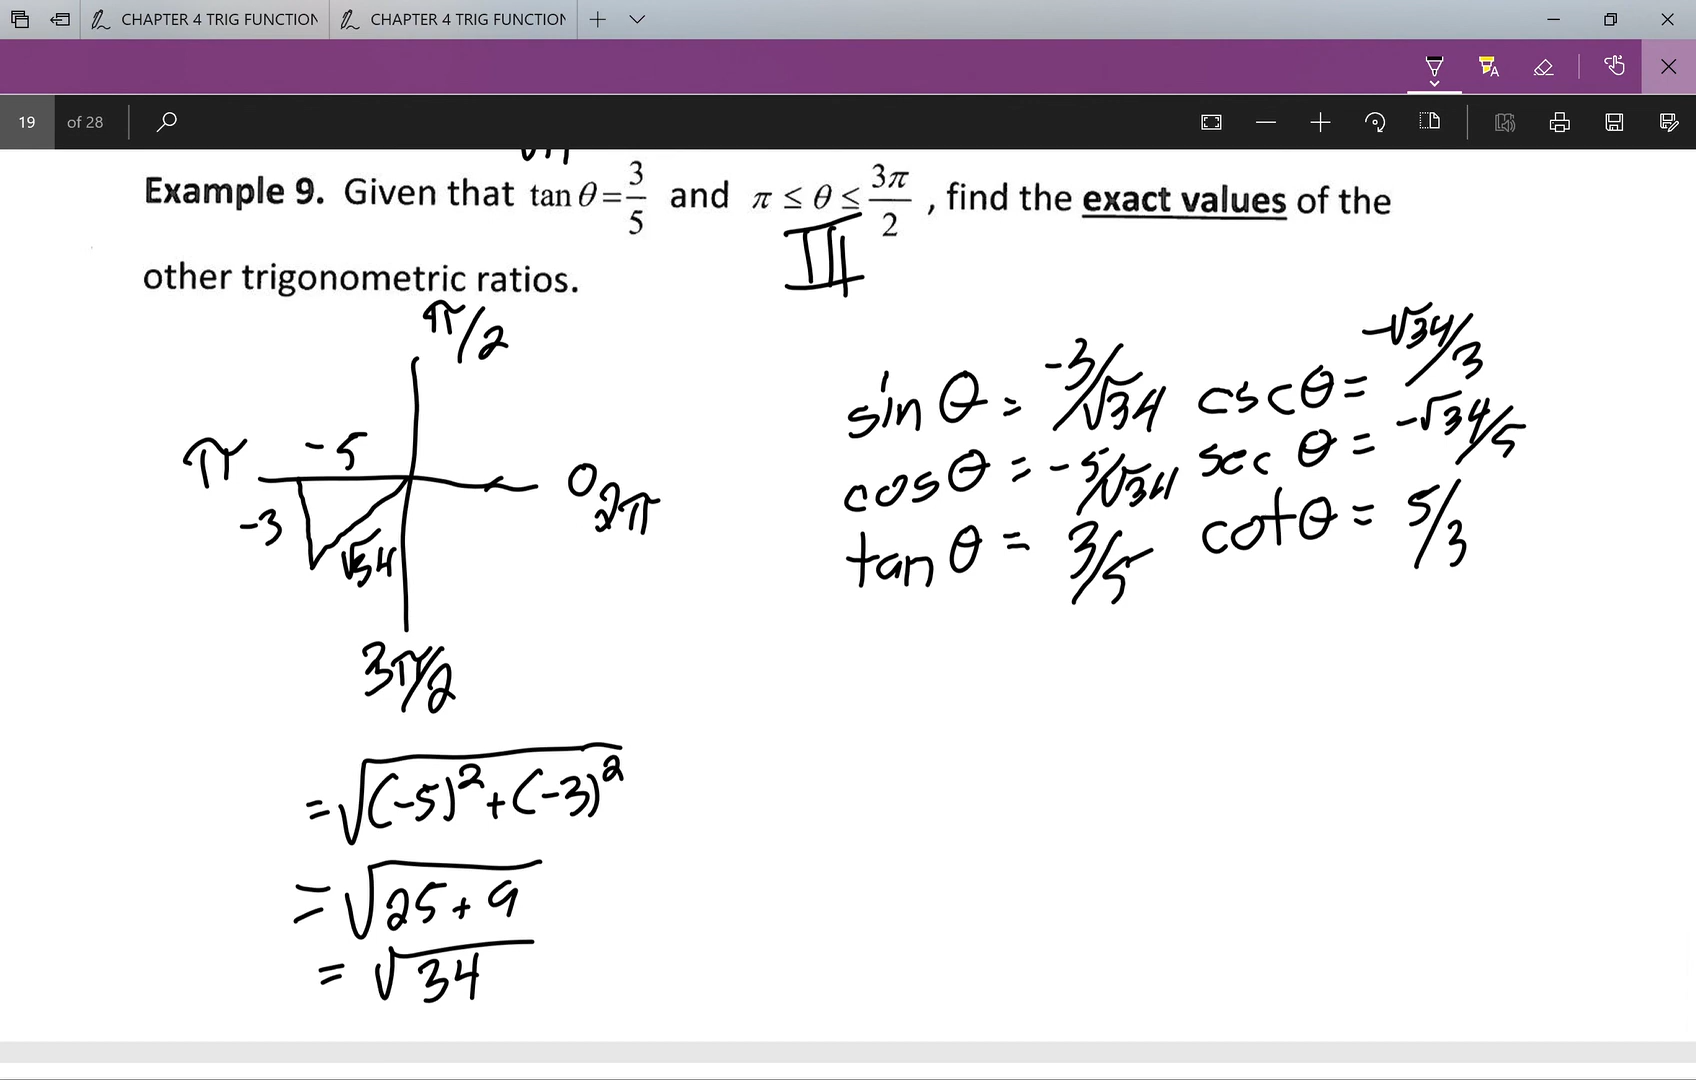 CHAPTER 4 TRIG FUNCTION CHAPTER 4 TRIG FUNCTION
19 of 28
Example 9. Given that tan θ = 3/5 and π ≤ θ ≤ 3π/2, find the exact values of the
III
other trigonometric ratios.
π/2
π -5 0 2π
-3 √34
3π/2
sin θ = -3/√34 csc θ = -√34/3
cos θ = -5/√34 sec θ = -√34/5
tan θ = 3/5 cot θ = 5/3
= √((-5)² + (-3)²)
= √(25 + 9)
= √34